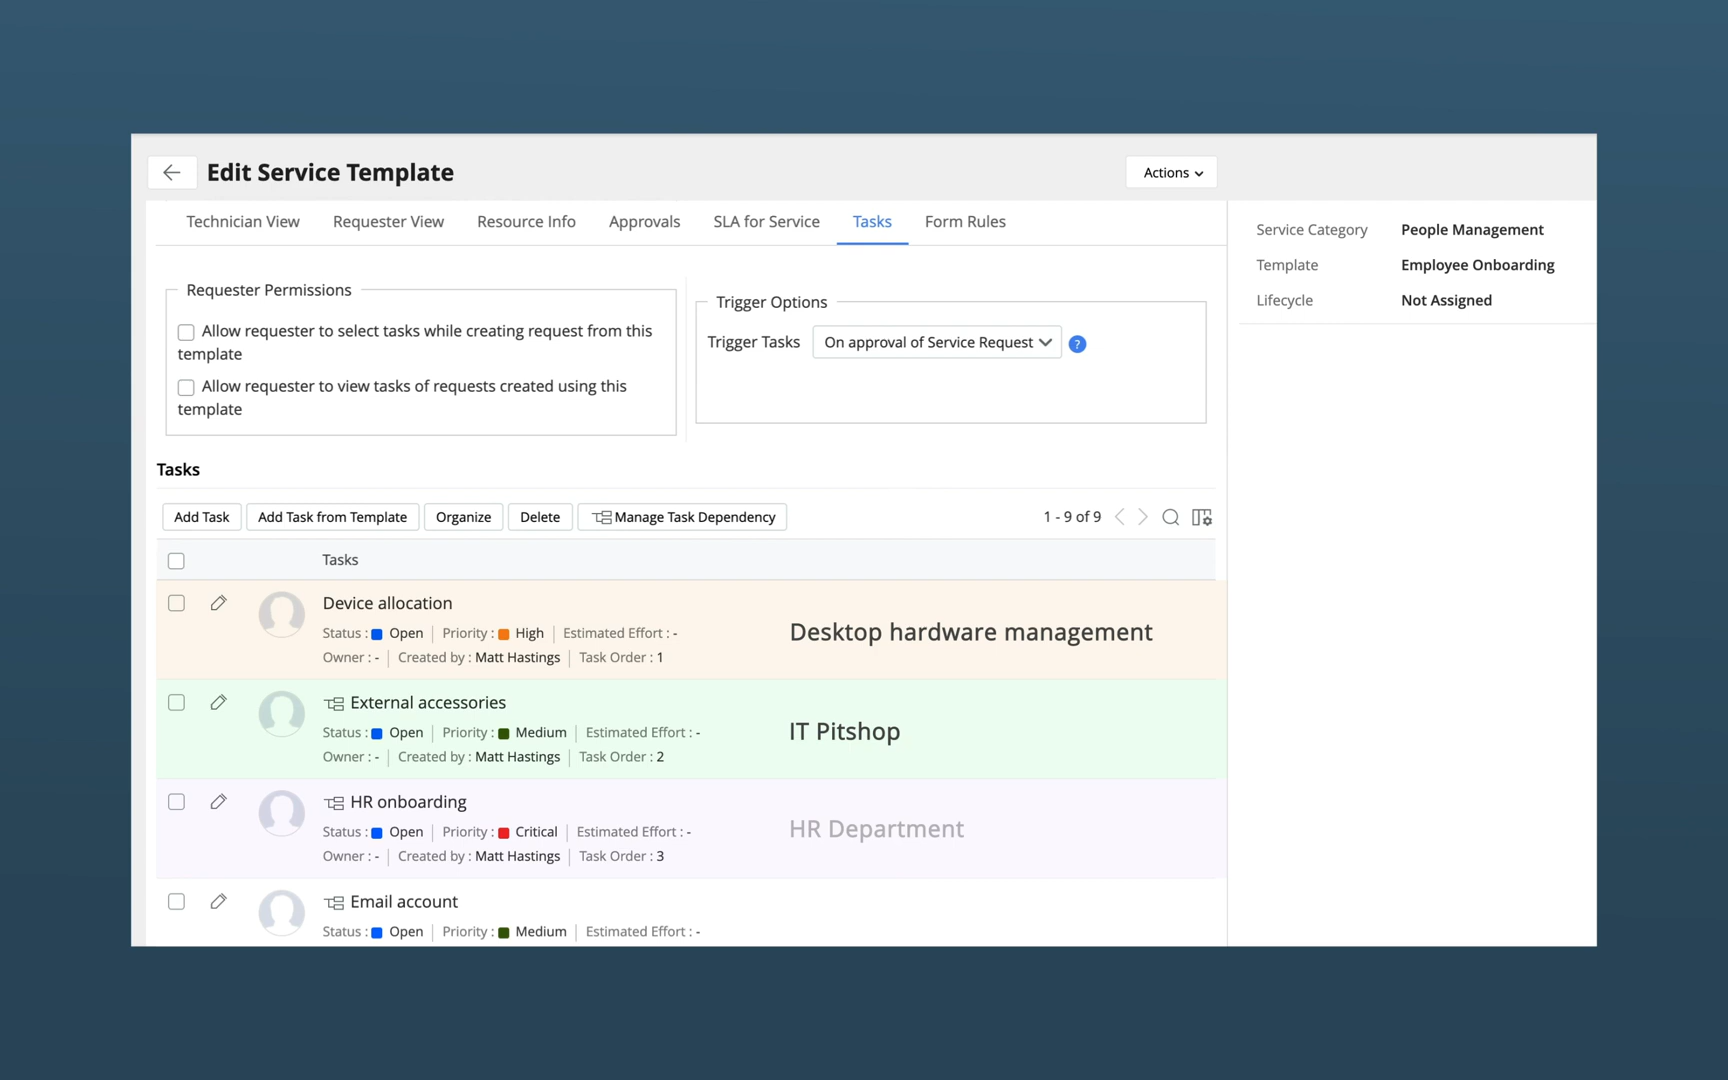 Edit Service Template
Actions
Technician View Requester View Resource Info Approvals SLA for Service Tasks Form Rules
Service Category People Management
Template Employee Onboarding
Lifecycle Not Assigned
Requester Permissions
Allow requester to select tasks while creating request from this
template
Allow requester to view tasks of requests created using this
template
Trigger Options
Trigger Tasks On approval of Service Request ?
Tasks
Add Task Add Task from Template Organize Delete Manage Task Dependency 1 - 9 of 9
Tasks
Device allocation
Status : Open Priority : High Estimated Effort : -
Owner : - Created by : Matt Hastings Task Order : 1
Desktop hardware management
External accessories
Status : Open Priority : Medium Estimated Effort : -
Owner : - Created by : Matt Hastings Task Order : 2
IT Pitshop
HR onboarding
Status : Open Priority : Critical Estimated Effort : -
Owner : - Created by : Matt Hastings Task Order : 3
HR Department
Email account
Status : Open Priority : Medium Estimated Effort : -